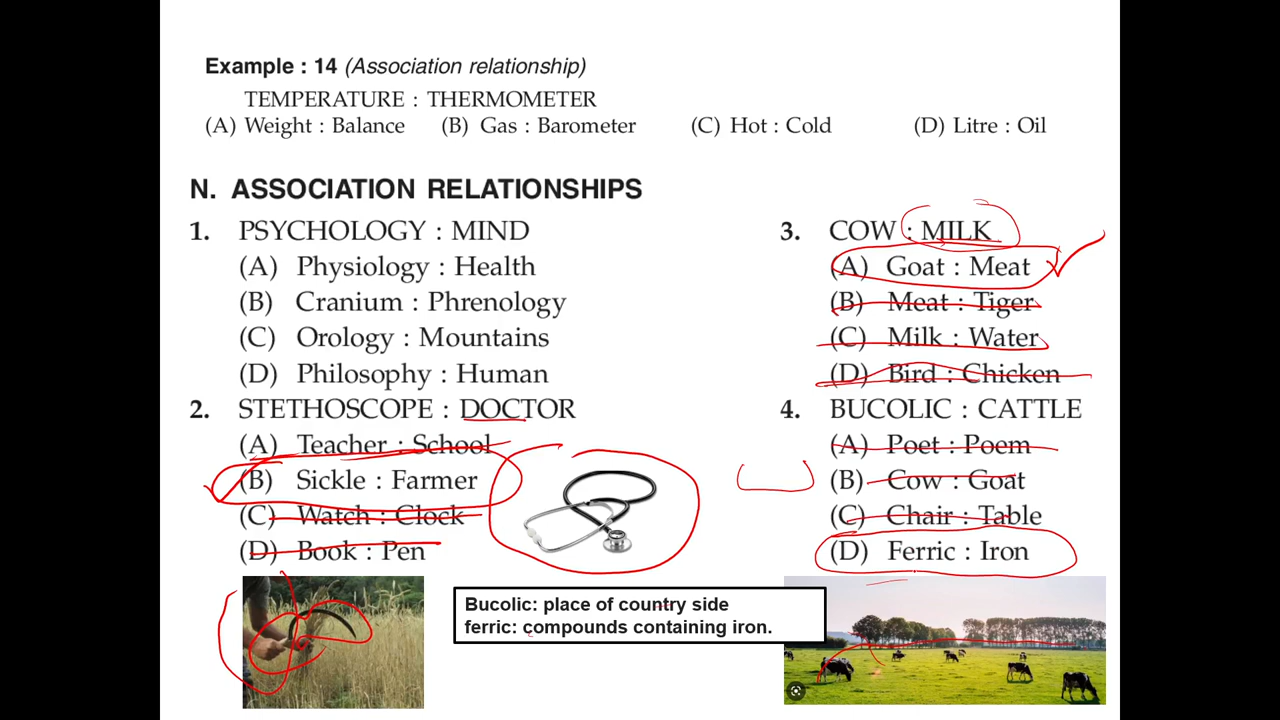 Example : 14 (Association relationship)
TEMPERATURE : THERMOMETER
(A) Weight : Balance (B) Gas : Barometer (C) Hot : Cold (D) Litre : Oil
N. ASSOCIATION RELATIONSHIPS
1. PSYCHOLOGY : MIND
(A) Physiology : Health
(B) Cranium : Phrenology
(C) Orology : Mountains
(D) Philosophy : Human
2. STETHOSCOPE : DOCTOR
(A) Teacher : School
(B) Sickle : Farmer
(C) Watch : Clock
(D) Book : Pen
3. COW : MILK
(A) Goat : Meat
(B) Meat : Tiger
(C) Milk : Water
(D) Bird : Chicken
4. BUCOLIC : CATTLE
(A) Poet : Poem
(B) Cow : Goat
(C) Chair : Table
(D) Ferric : Iron
Bucolic: place of country side
ferric: compounds containing iron.